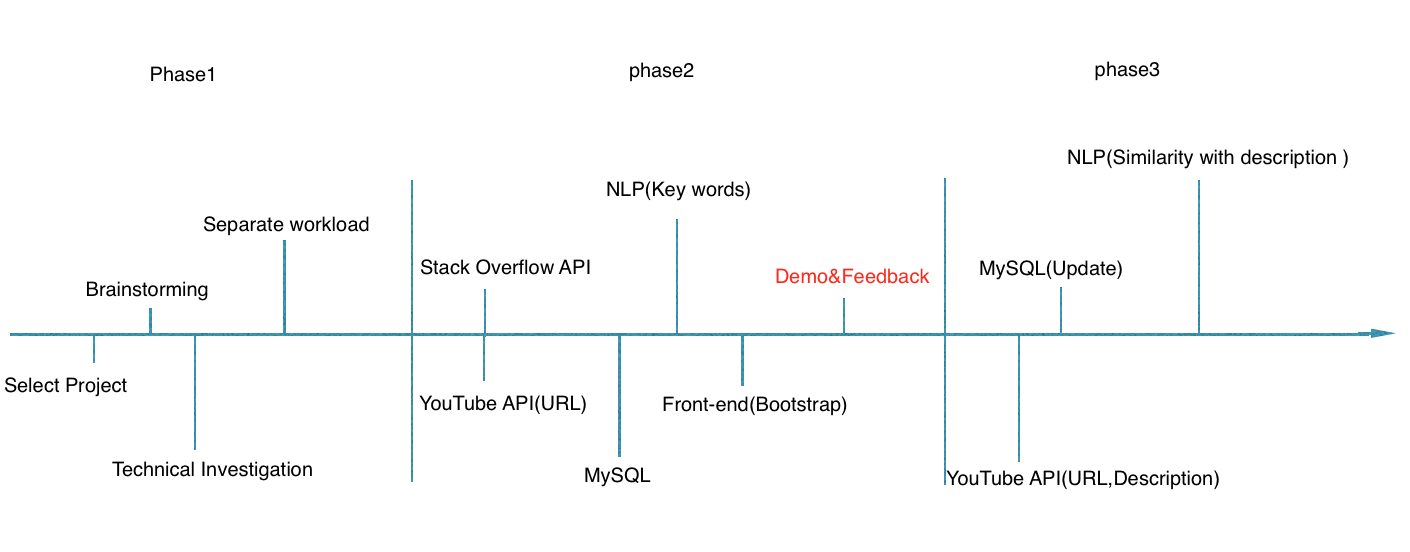 Phase1
phase2
phase3
NLP(Similarity with description )
NLP(Key words)
Separate workload
Stack Overflow API
MySQL(Update)
Demo&Feedback
Brainstorming
Select Project
YouTube API(URL)
Front-end(Bootstrap)
Technical Investigation
MySQL
YouTube API(URL,Description)